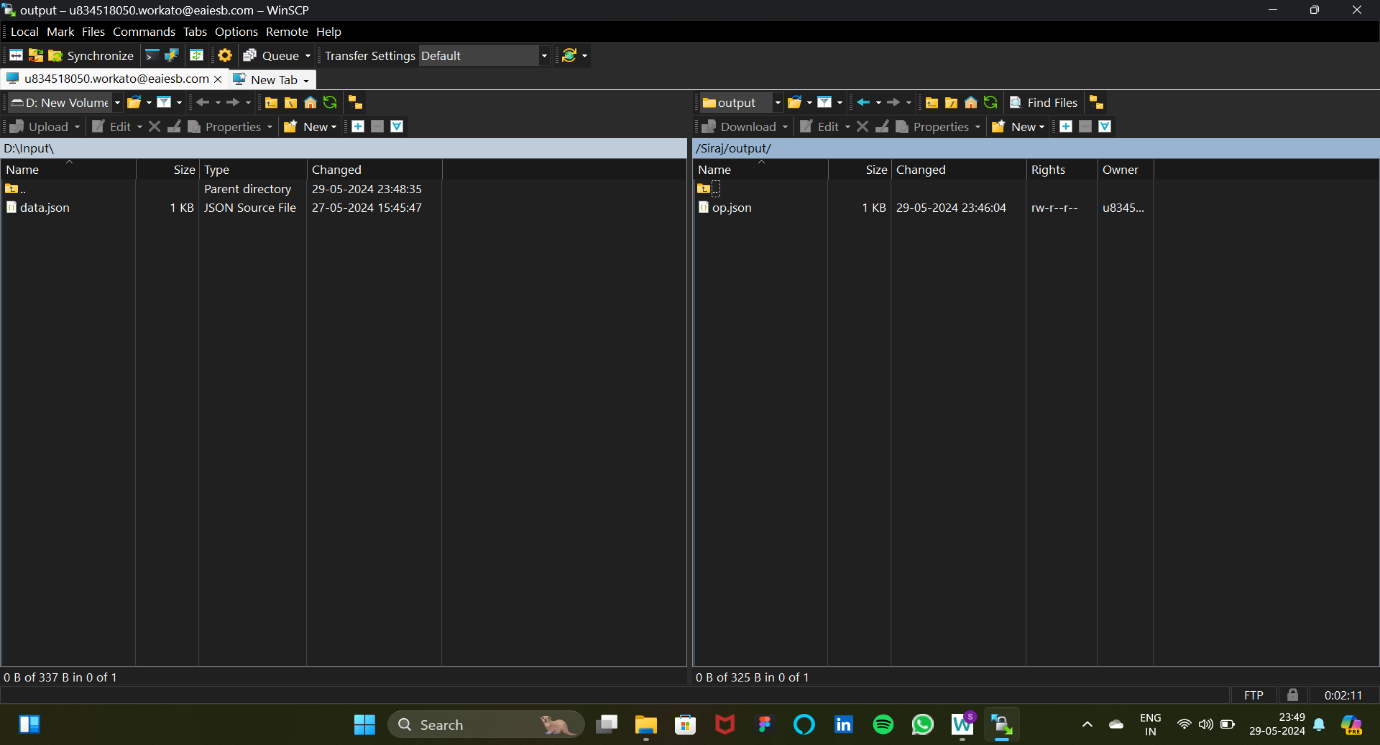 output – u834518050.workato@eaiesb.com – WinSCP
Local Mark Files Commands Tabs Options Remote Help
Synchronize Queue Transfer Settings Default
u834518050.workato@eaiesb.com New Tab
D: New Volume output Find Files
Upload Edit Properties New Download Edit Properties New
D:\Input\ /Siraj/output/
Name Size Type Changed Name Size Changed Rights Owner
.. Parent directory 29-05-2024 23:48:35 ..
data.json 1 KB JSON Source File 27-05-2024 15:45:47 op.json 1 KB 29-05-2024 23:46:04 rw-r--r-- u8345...
0 B of 337 B in 0 of 1 0 B of 325 B in 0 of 1
FTP 0:02:11
Search ENG IN 23:49 29-05-2024